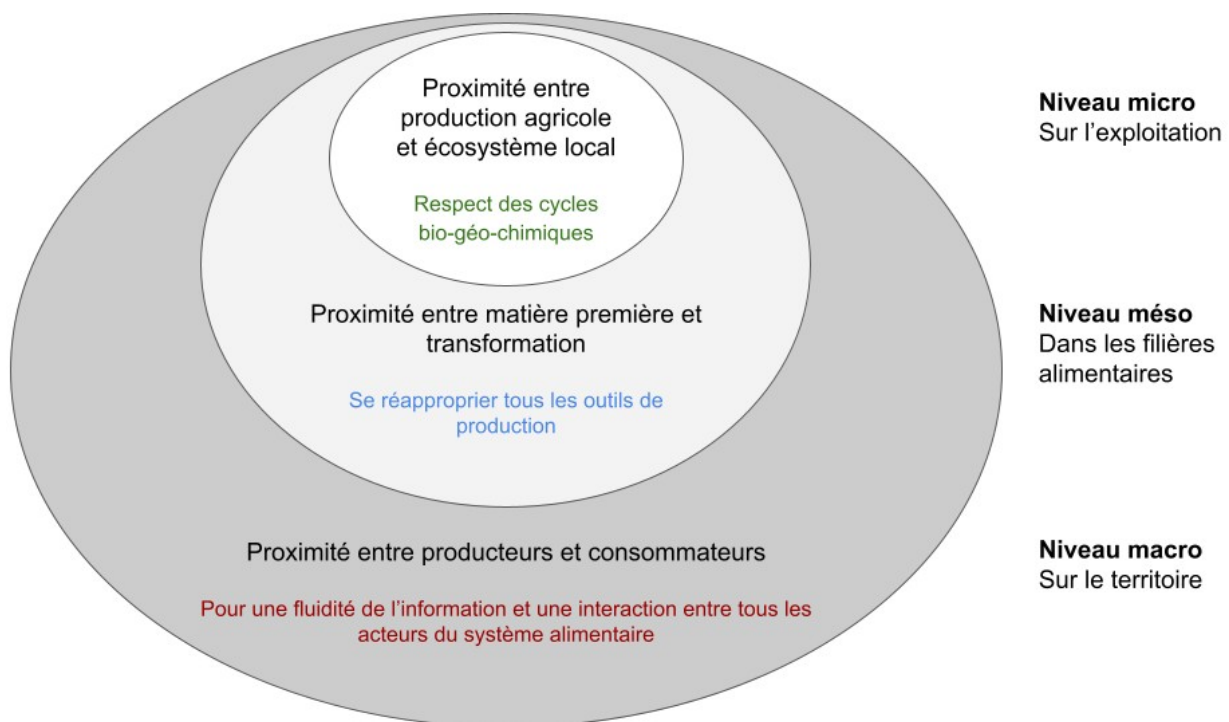 Proximité entre
production agricole
et écosystème local
Respect des cycles
bio-géo-chimiques
Niveau micro
Sur l'exploitation
Proximité entre matière première et
transformation
Se réapproprier tous les outils de
production
Niveau méso
Dans les filières
alimentaires
Proximité entre producteurs et consommateurs
Pour une fluidité de l'information et une interaction entre tous les
acteurs du système alimentaire
Niveau macro
Sur le territoire